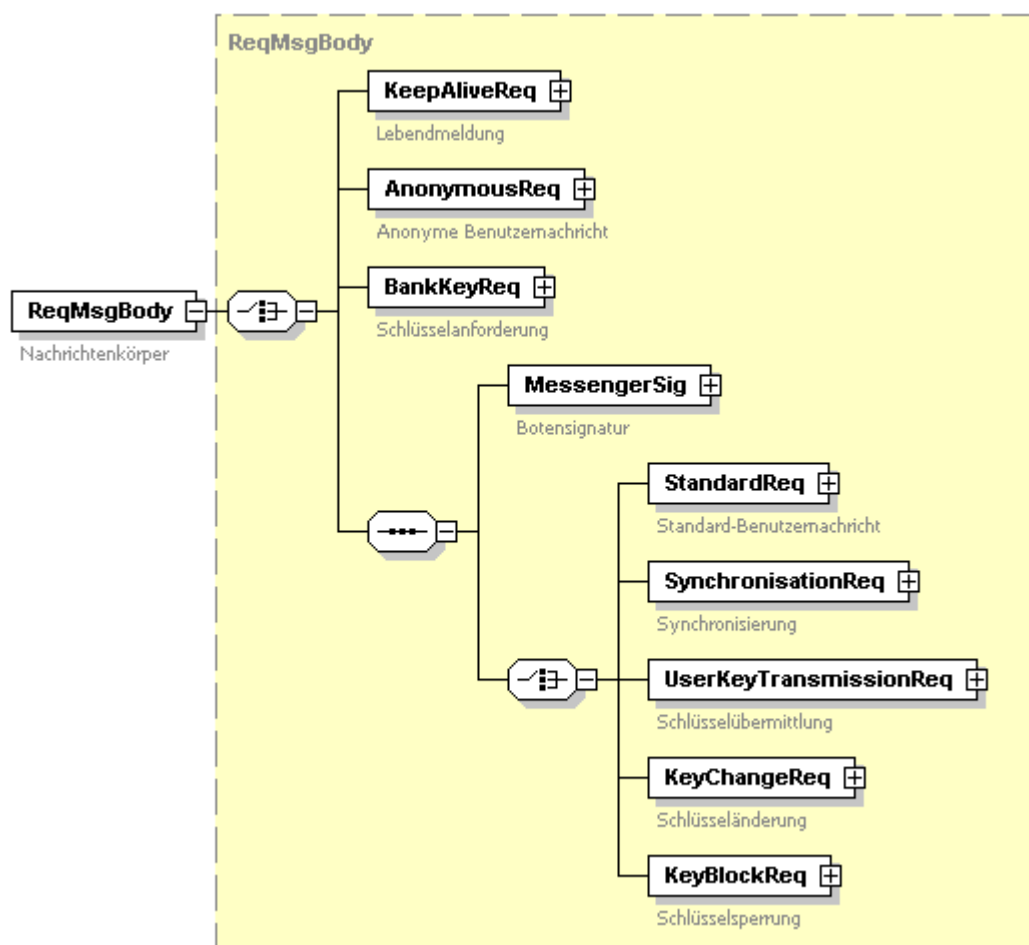 ReqMsgBody
KeepAliveReq
Lebendmeldung
AnonymousReq
Anonyme Benutzernachricht
BankKeyReq
Schlüsselanforderung
ReqMsgBody
Nachrichtenkörper
MessengerSig
Botensignatur
StandardReq
Standard-Benutzernachricht
SynchronisationReq
Synchronisierung
UserKeyTransmissionReq
Schlüsselübermittlung
KeyChangeReq
Schlüsseländerung
KeyBlockReq
Schlüsselsperrung